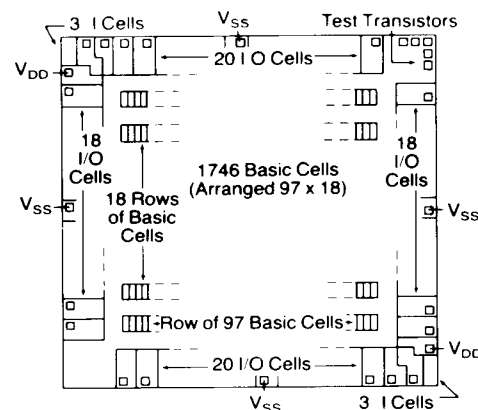 3 I Cells
VSS
Test Transistors
20 I O Cells
VDD
18
I/O
Cells
18
I/O
Cells
1746 Basic Cells
(Arranged 97 x 18)
18 Rows
of Basic
Cells
VSS
VSS
Row of 97 Basic Cells
VDD
20 I/O Cells
3 I Cells
VSS